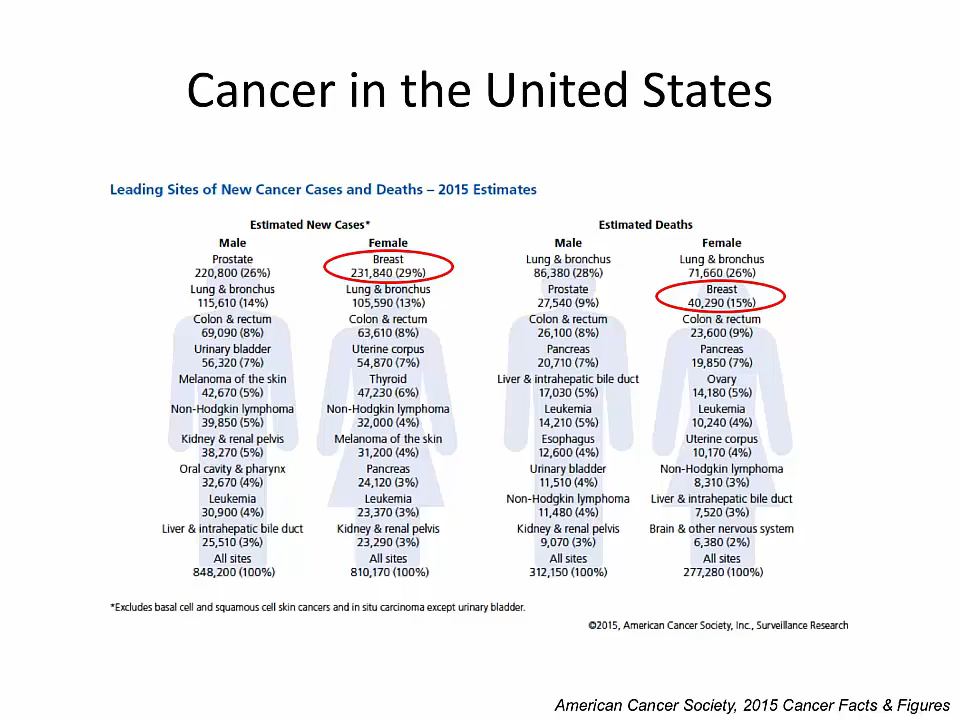 Cancer in the United States
Leading Sites of New Cancer Cases and Deaths – 2015 Estimates
Estimated New Cases*
Male
Prostate
220,800 (26%)
Lung & bronchus
115,610 (14%)
Colon & rectum
69,090 (8%)
Urinary bladder
56,320 (7%)
Melanoma of the skin
42,670 (5%)
Non-Hodgkin lymphoma
39,850 (5%)
Kidney & renal pelvis
38,270 (5%)
Oral cavity & pharynx
32,670 (4%)
Leukemia
30,900 (4%)
Liver & intrahepatic bile duct
25,510 (3%)
All sites
848,200 (100%)
Female
Breast
231,840 (29%)
Lung & bronchus
105,590 (13%)
Colon & rectum
63,610 (8%)
Uterine corpus
54,870 (7%)
Thyroid
47,230 (6%)
Non-Hodgkin lymphoma
32,000 (4%)
Melanoma of the skin
31,200 (4%)
Pancreas
24,120 (3%)
Leukemia
23,370 (3%)
Kidney & renal pelvis
23,290 (3%)
All sites
810,170 (100%)
Estimated Deaths
Male
Lung & bronchus
86,380 (28%)
Prostate
27,540 (9%)
Colon & rectum
26,100 (8%)
Pancreas
20,710 (7%)
Liver & intrahepatic bile duct
17,030 (5%)
Leukemia
14,210 (5%)
Esophagus
12,600 (4%)
Urinary bladder
11,510 (4%)
Non-Hodgkin lymphoma
11,480 (4%)
Kidney & renal pelvis
9,070 (3%)
All sites
312,150 (100%)
Female
Lung & bronchus
71,660 (26%)
Breast
40,290 (15%)
Colon & rectum
23,600 (9%)
Pancreas
19,850 (7%)
Ovary
14,180 (5%)
Leukemia
10,240 (4%)
Uterine corpus
10,170 (4%)
Non-Hodgkin lymphoma
8,310 (3%)
Liver & intrahepatic bile duct
7,520 (3%)
Brain & other nervous system
6,380 (2%)
All sites
277,280 (100%)
*Excludes basal cell and squamous cell skin cancers and in situ carcinoma except urinary bladder.
©2015, American Cancer Society, Inc., Surveillance Research
American Cancer Society, 2015 Cancer Facts & Figures